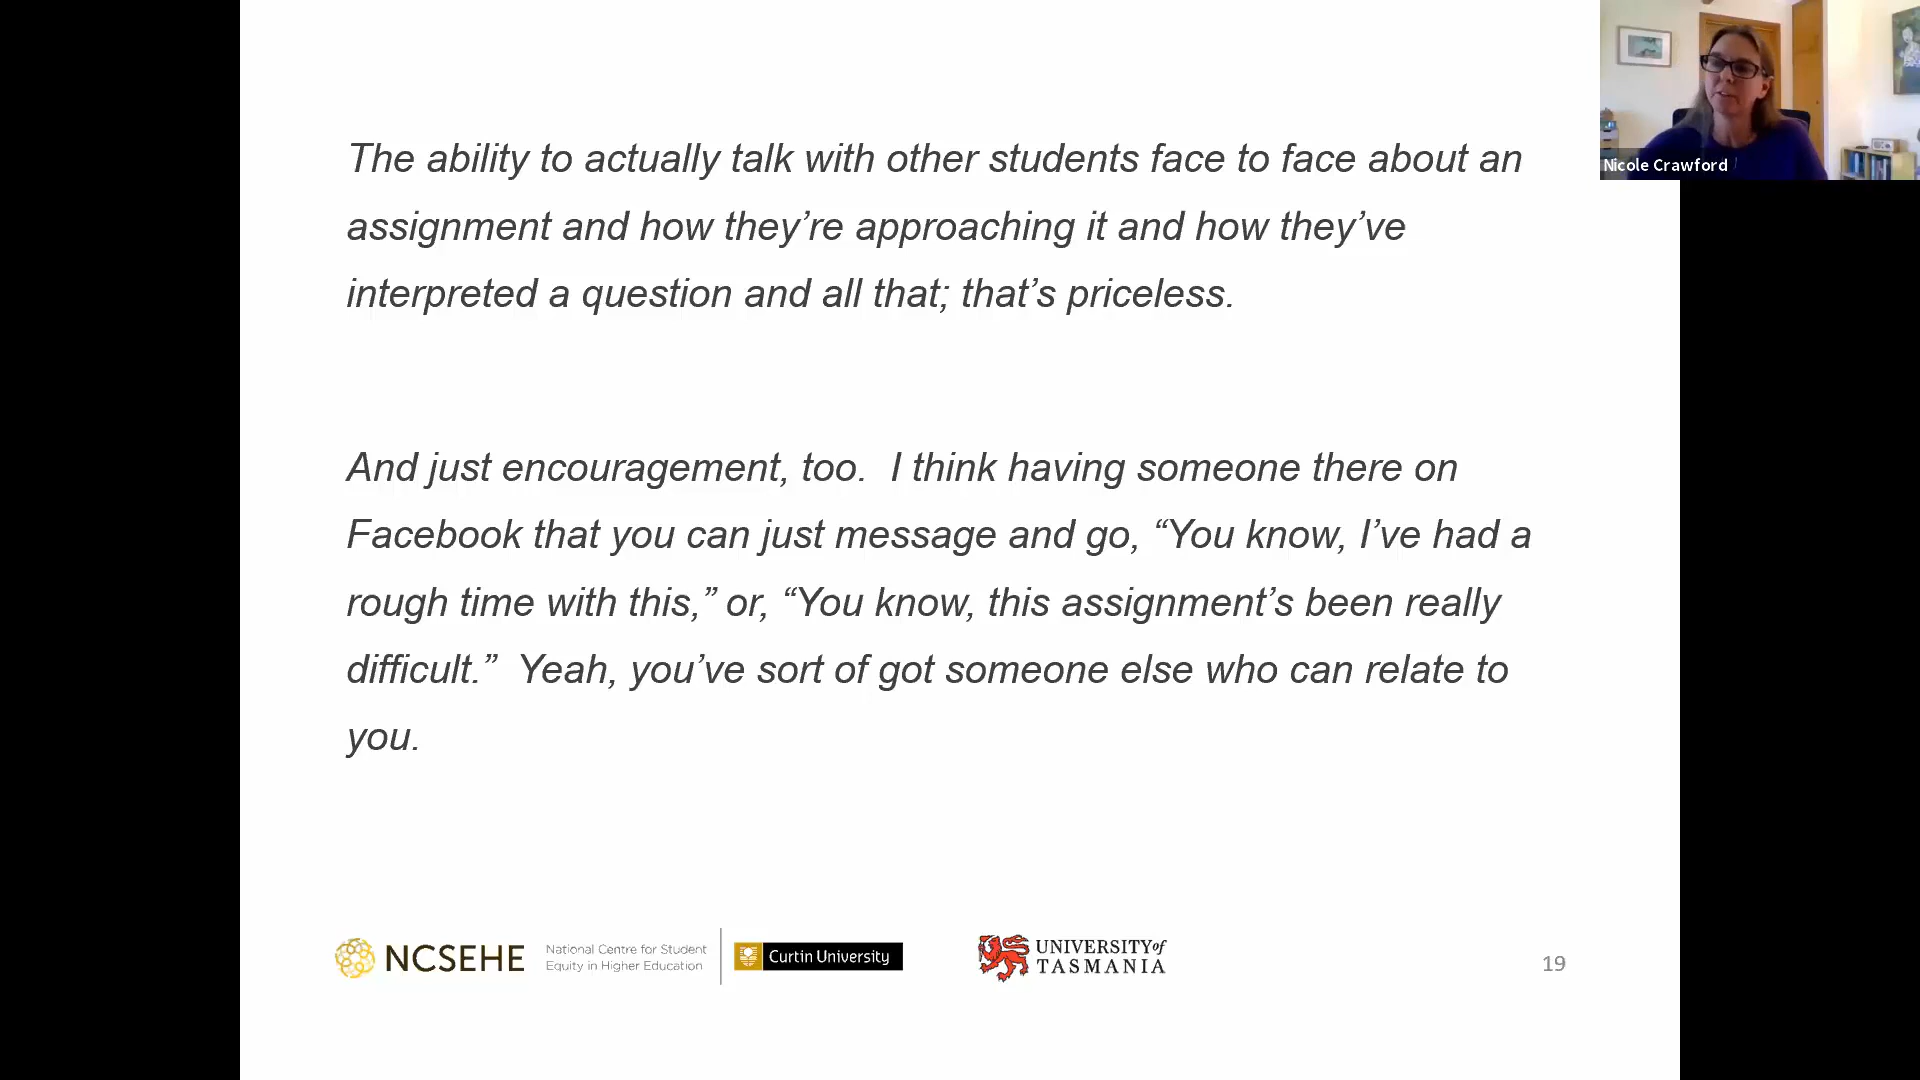 The ability to actually talk with other students face to face about an
assignment and how they’re approaching it and how they’ve
interpreted a question and all that; that’s priceless.
And just encouragement, too.  I think having someone there on
Facebook that you can just message and go, “You know, I’ve had a
rough time with this,” or, “You know, this assignment’s been really
difficult.”  Yeah, you’ve sort of got someone else who can relate to
you.
Nicole Crawford
NCSEHE
National Centre for Student
Equity in Higher Education
Curtin University
UNIVERSITY of
TASMANIA
19